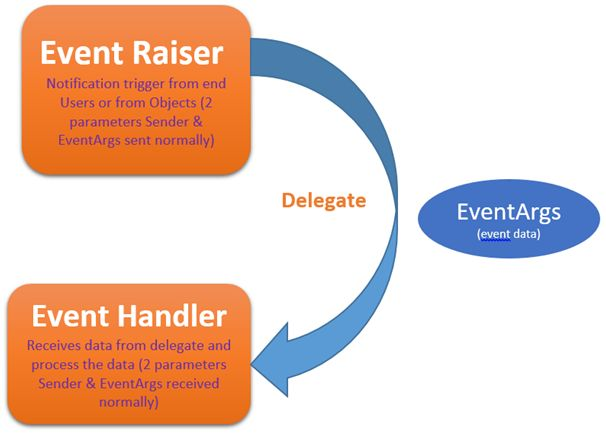 Event Raiser
Notification trigger from end
Users or from Objects (2
parameters Sender &
EventArgs sent normally)
Delegate
EventArgs
(event data)
Event Handler
Receives data from delegate and
process the data (2 parameters
Sender & EventArgs received
normally)